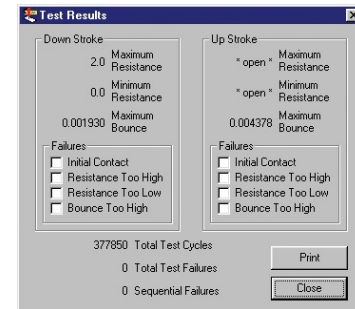 Test Results
Down Stroke
2.0 Maximum Resistance
0.0 Minimum Resistance
0.001930 Maximum Bounce
Failures
Initial Contact
Resistance Too High
Resistance Too Low
Bounce Too High
Up Stroke
* open * Maximum Resistance
* open * Minimum Resistance
0.004378 Maximum Bounce
Failures
Initial Contact
Resistance Too High
Resistance Too Low
Bounce Too High
377850 Total Test Cycles
0 Total Test Failures
0 Sequential Failures
Print
Close